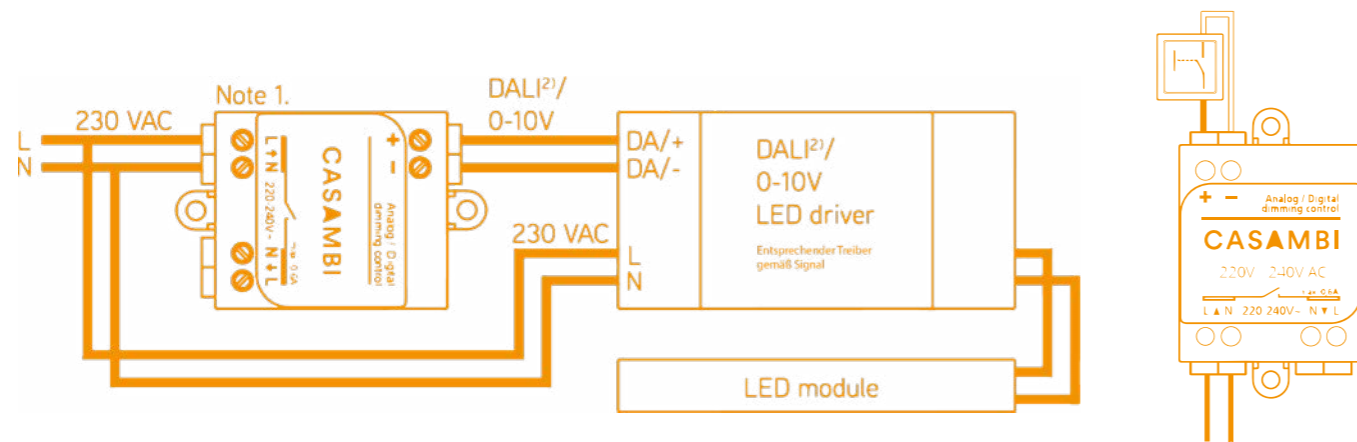 Note 1.
L
N
230 VAC
+ -
L N 220-240V~ N L
CASAMBI
Analog / Digital
dimming control
DALI²⁾/
0-10V
DA/+
DA/-
DALI²⁾/
0-10V
LED driver
Entsprechender Treiber
gemäß Signal
230 VAC
L
N
LED module
+ -
Analog / Digital
dimming control
CASAMBI
220V 240V AC
L ▲ N 220 240V~ N ▼ L